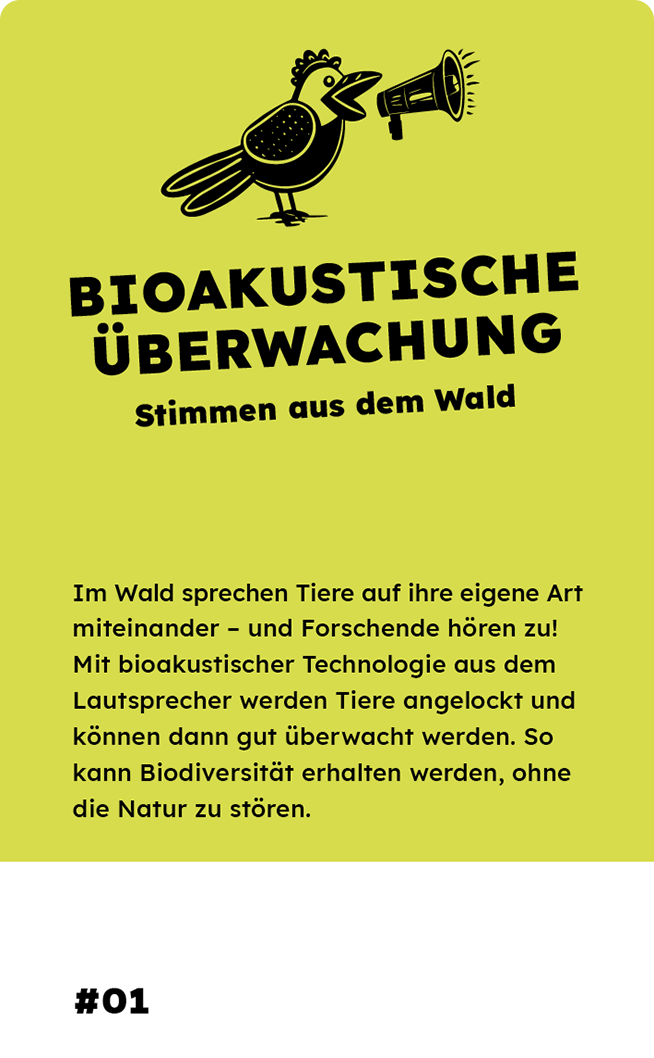 BIOAKUSTISCHE
ÜBERWACHUNG
Stimmen aus dem Wald
Im Wald sprechen Tiere auf ihre eigene Art
miteinander – und Forschende hören zu!
Mit bioakustischer Technologie aus dem
Lautsprecher werden Tiere angelockt und
können dann gut überwacht werden. So
kann Biodiversität erhalten werden, ohne
die Natur zu stören.
#01